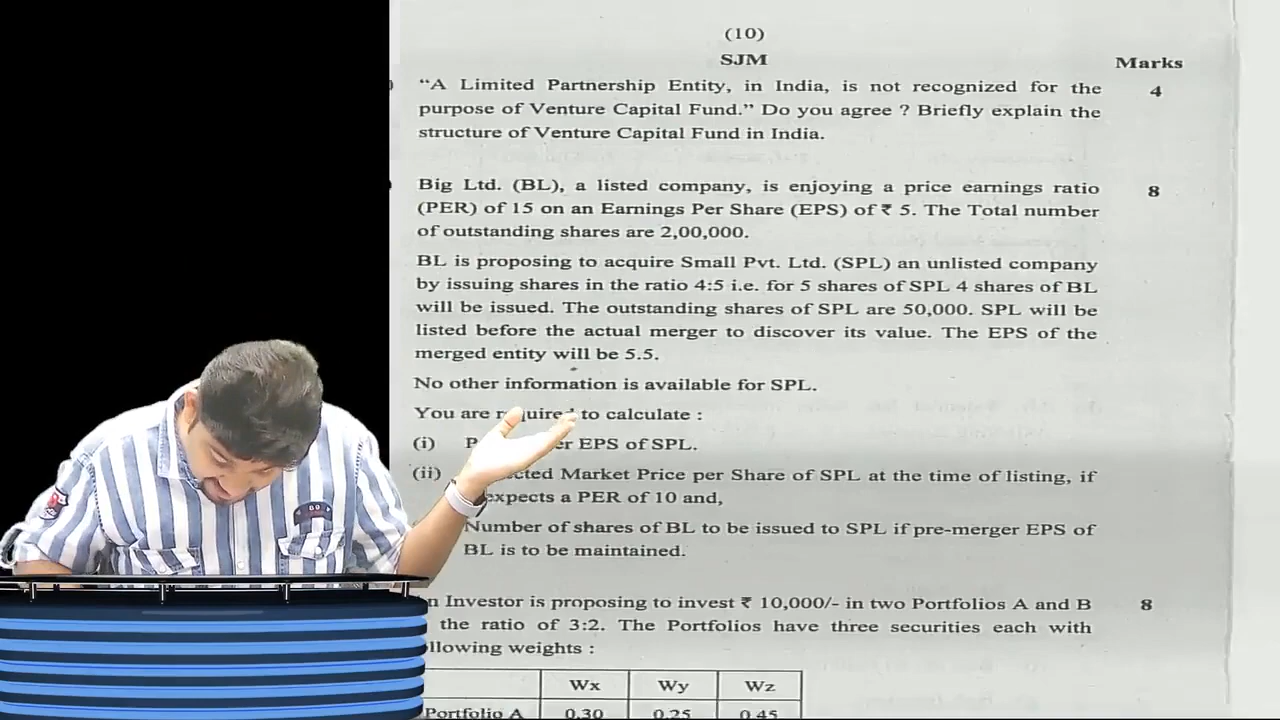 (10)
SJM
Marks
“A Limited Partnership Entity, in India, is not recognized for the 4
purpose of Venture Capital Fund.” Do you agree ? Briefly explain the
structure of Venture Capital Fund in India.
Big Ltd. (BL), a listed company, is enjoying a price earnings ratio 8
(PER) of 15 on an Earnings Per Share (EPS) of ₹ 5. The Total number
of outstanding shares are 2,00,000.
BL is proposing to acquire Small Pvt. Ltd. (SPL) an unlisted company
by issuing shares in the ratio 4:5 i.e. for 5 shares of SPL 4 shares of BL
will be issued. The outstanding shares of SPL are 50,000. SPL will be
listed before the actual merger to discover its value. The EPS of the
merged entity will be 5.5.
No other information is available for SPL.
You are required to calculate :
(i) EPS of SPL.
(ii) Market Price per Share of SPL at the time of listing, if
expects a PER of 10 and,
Number of shares of BL to be issued to SPL if pre-merger EPS of
BL is to be maintained.
Investor is proposing to invest ₹ 10,000/- in two Portfolios A and B 8
the ratio of 3:2. The Portfolios have three securities each with
weights :
Wx Wy Wz
Portfolio A 0.30 0.25 0.45